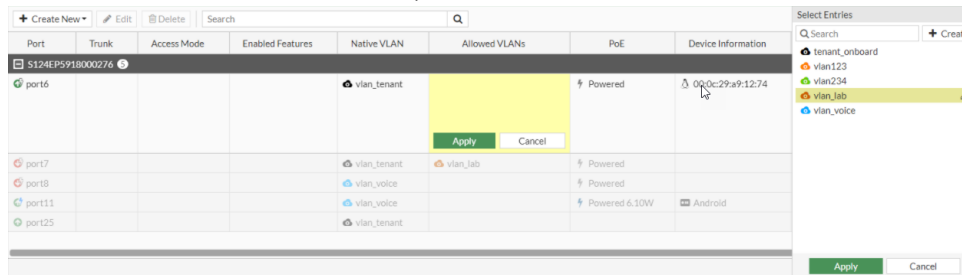 + Create New Edit Delete Search
Port Trunk Access Mode Enabled Features Native VLAN Allowed VLANs PoE Device Information
S124EP5918000276 5
port6 vlan_tenant Powered 00:0c:29:a9:12:74
Apply Cancel
port7 vlan_tenant vlan_lab Powered
port8 vlan_voice Powered
port11 vlan_voice Powered 6.10W Android
port25 vlan_tenant
Select Entries
Search + Creat
tenant_onboard
vlan123
vlan234
vlan_lab
vlan_voice
Apply Cancel